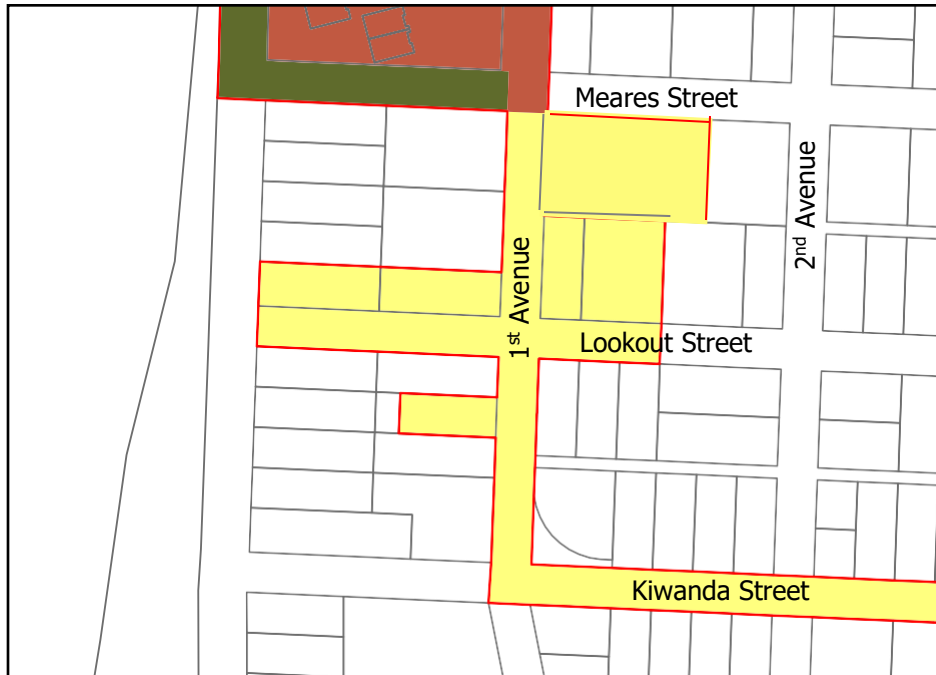 Meares Street
2nd Avenue
1st Avenue
Lookout Street
Kiwanda Street